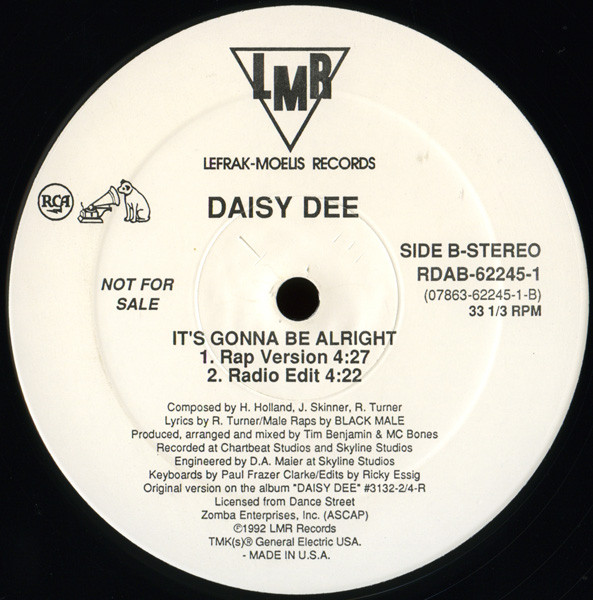 LMR
LEFRAK-MOELIS RECORDS
RCA
DAISY DEE
SIDE B-STEREO
RDAB-62245-1
(07863-62245-1-B)
33 1/3 RPM
NOT FOR
SALE
IT'S GONNA BE ALRIGHT
1. Rap Version 4:27
2. Radio Edit 4:22
Composed by H. Holland, J. Skinner, R. Turner
Lyrics by R. Turner/Male Raps by BLACK MALE
Produced, arranged and mixed by Tim Benjamin & MC Bones
Recorded at Chartbeat Studios and Skyline Studios
Engineered by D.A. Maier at Skyline Studios
Keyboards by Paul Frazer Clarke/Edits by Ricky Essig
Original version on the album "DAISY DEE" #3132-2/4-R
Licensed from Dance Street
Zomba Enterprises, Inc. (ASCAP)
℗1992 LMR Records
TMK(s)® General Electric USA.
- MADE IN U.S.A.